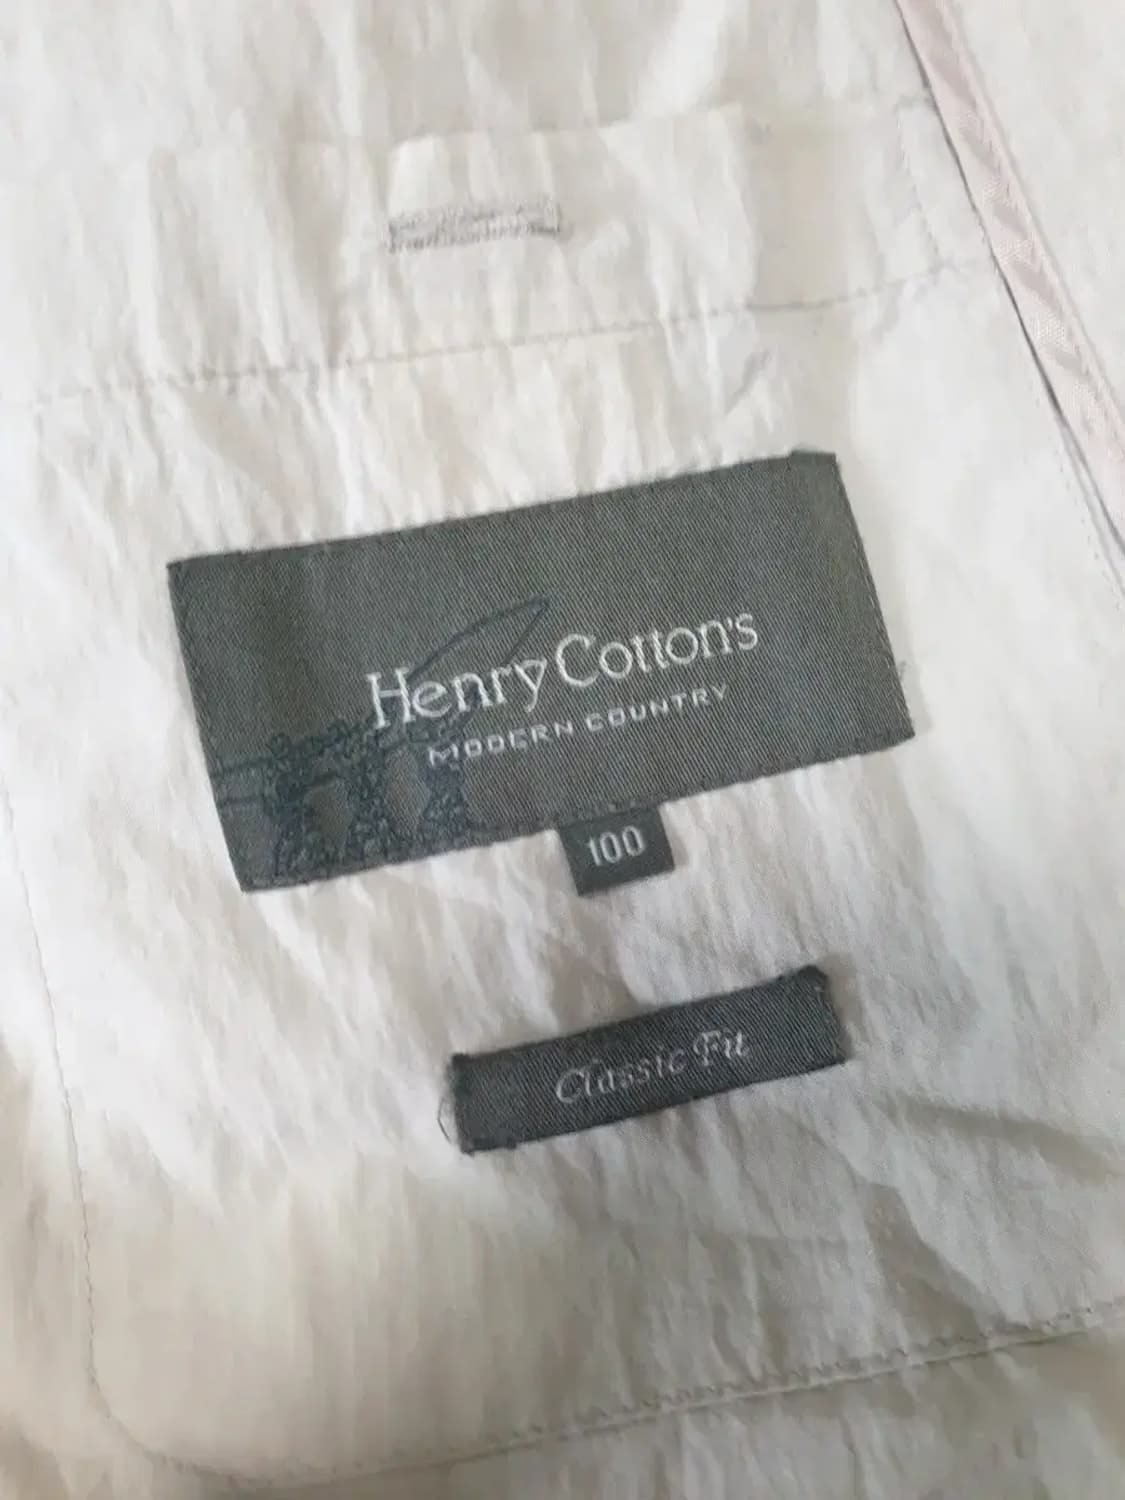 Henry Cotton's
MODERN COUNTRY
100
Classic Fit